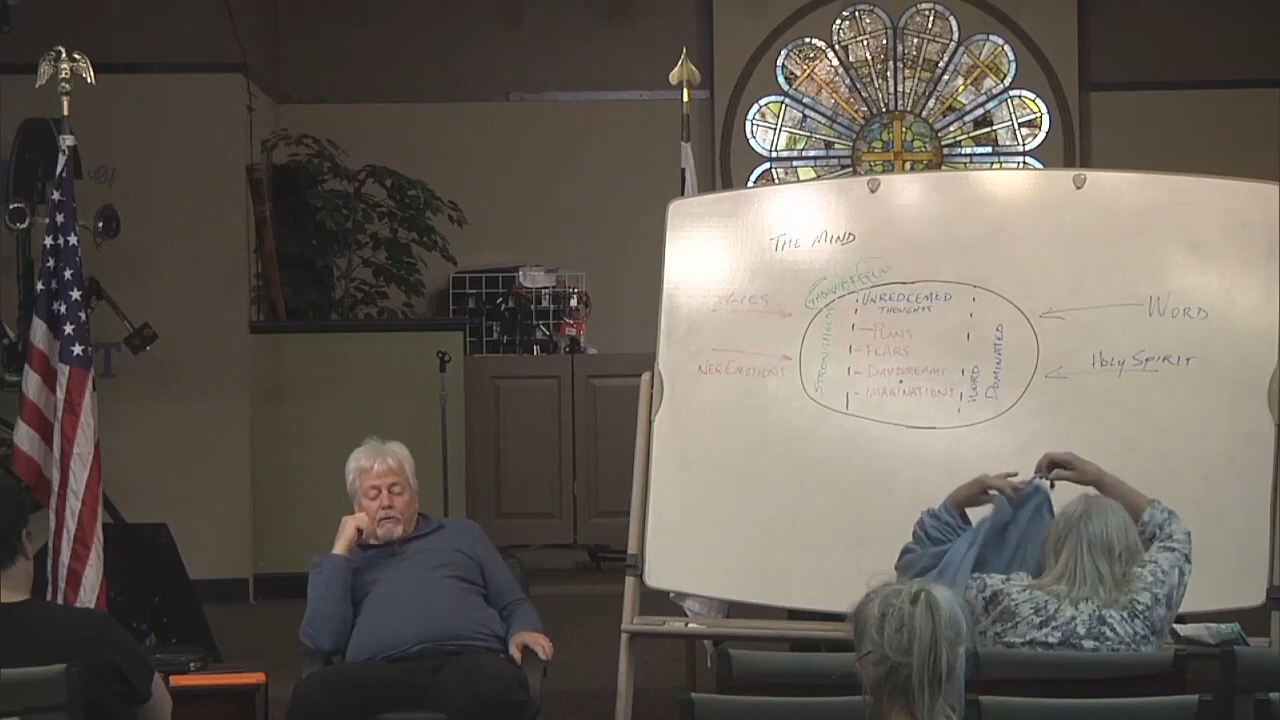 THE MIND
LIES
UNREDEEMED
THOUGHTS
WORD
STRONGHOLDS
- PLANS
- FEARS
- DAYDREAMS
- IMAGINATIONS
WORD
DOMINATED
NEG EMOTIONS
HOLY SPIRIT